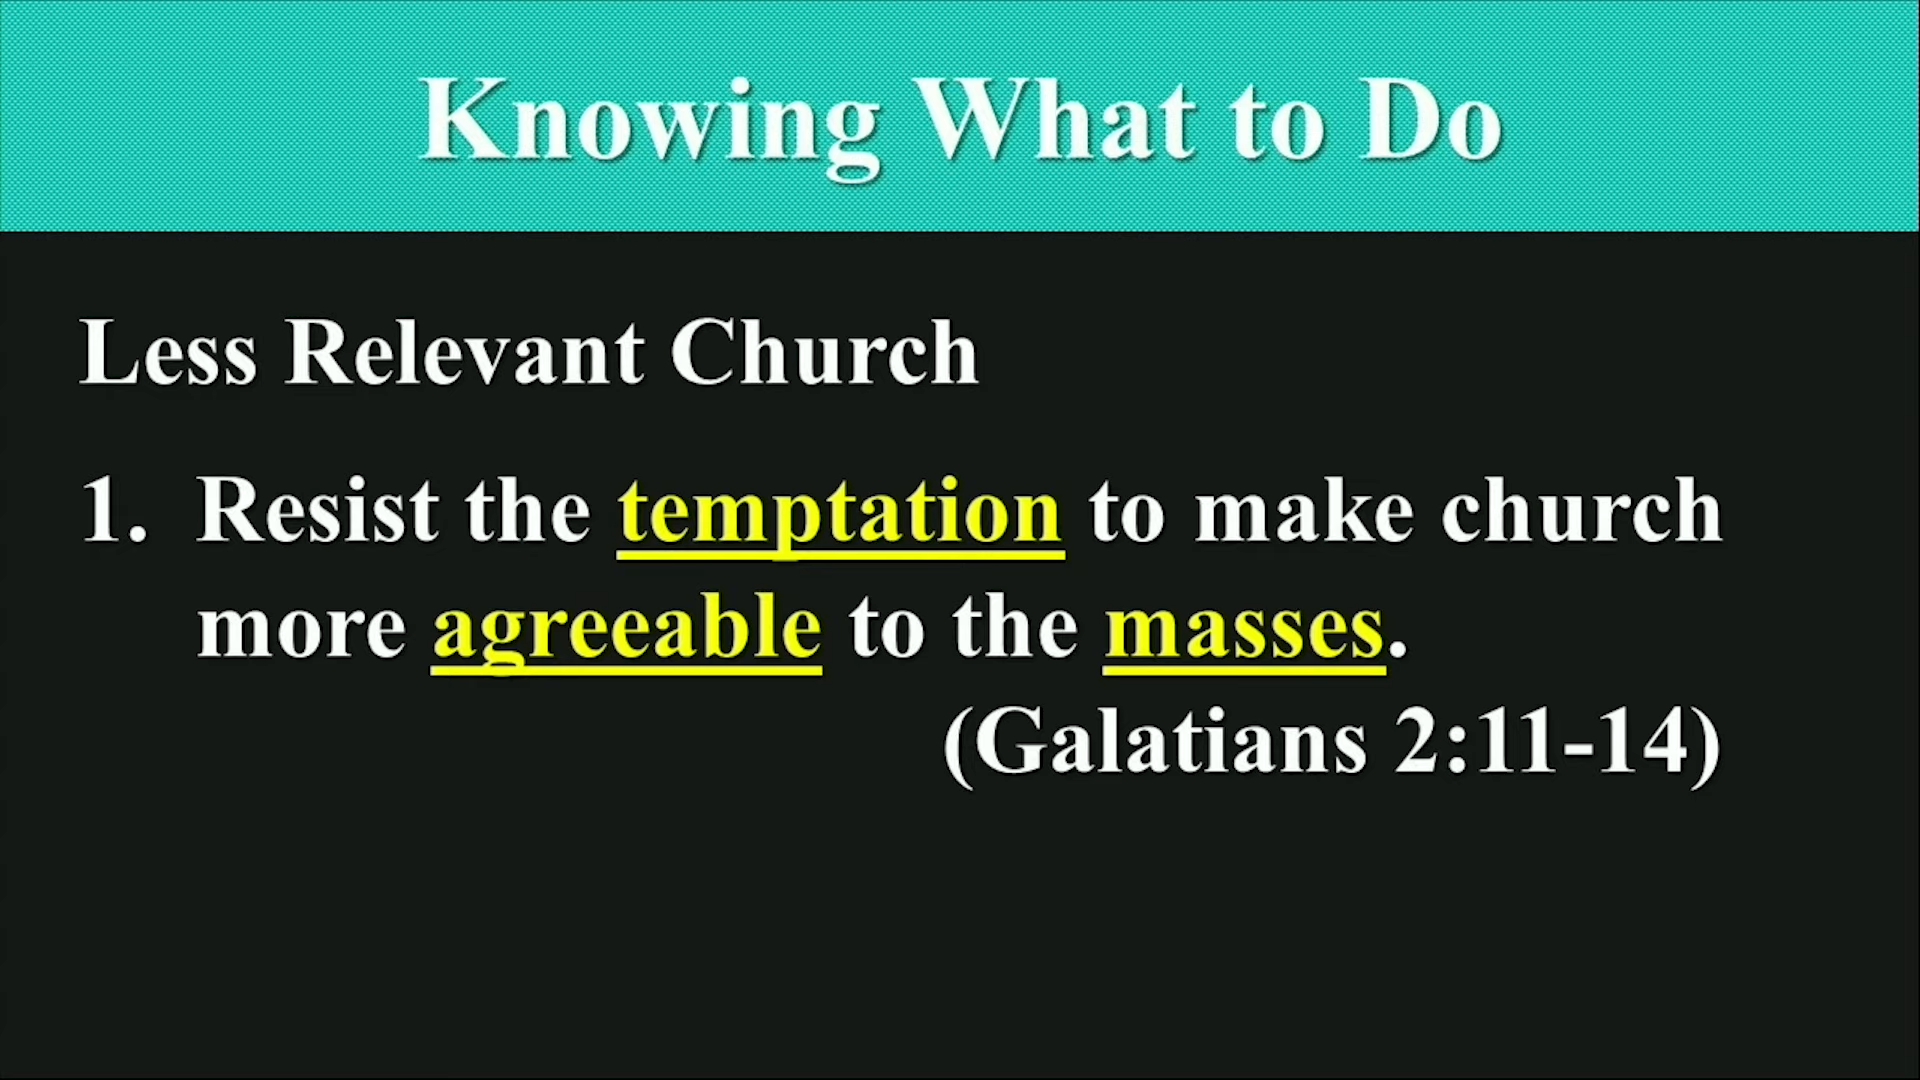 Knowing What to Do
Less Relevant Church
1. Resist the temptation to make church
more agreeable to the masses.
(Galatians 2:11-14)